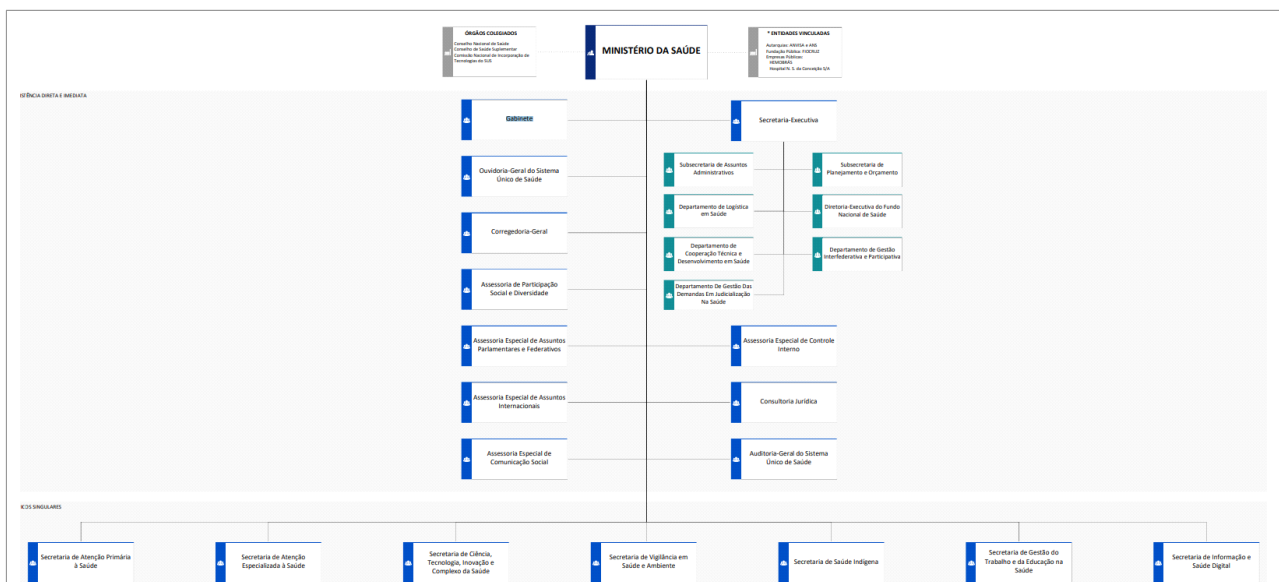 ÓRGÃOS COLEGIADOS
Conselho Nacional de Saúde
Conselho de Saúde Suplementar
Comissão Nacional de Incorporação de
Tecnologias do SUS
MINISTÉRIO DA SAÚDE
* ENTIDADES VINCULADAS
Autarquias: ANVISA e ANS
Fundação Pública: FIOCRUZ
Empresas Públicas:
HEMOBRÁS
Hospital N. S. da Conceição S/A
ISTÊNCIA DIRETA E IMEDIATA
Gabinete
Secretaria-Executiva
Subsecretaria de Assuntos
Administrativos
Subsecretaria de
Planejamento e Orçamento
Ouvidoria-Geral do Sistema
Único de Saúde
Departamento de Logística
em Saúde
Diretoria-Executiva do Fundo
Nacional de Saúde
Corregedoria-Geral
Departamento de
Cooperação Técnica e
Desenvolvimento em Saúde
Departamento de Gestão
Interfederativa e Participativa
Assessoria de Participação
Social e Diversidade
Departamento De Gestão Das
Demandas Em Judicialização
Na Saúde
Assessoria Especial de Assuntos
Parlamentares e Federativos
Assessoria Especial de Controle
Interno
Assessoria Especial de Assuntos
Internacionais
Consultoria Jurídica
Assessoria Especial de
Comunicação Social
Auditoria-Geral do Sistema
Único de Saúde
SINGULARES
Secretaria de Atenção Primária
à Saúde
Secretaria de Atenção
Especializada à Saúde
Secretaria de Ciência,
Tecnologia, Inovação e
Complexo da Saúde
Secretaria de Vigilância em
Saúde e Ambiente
Secretaria de Saúde Indígena
Secretaria de Gestão do
Trabalho e da Educação na
Saúde
Secretaria de Informação e
Saúde Digital